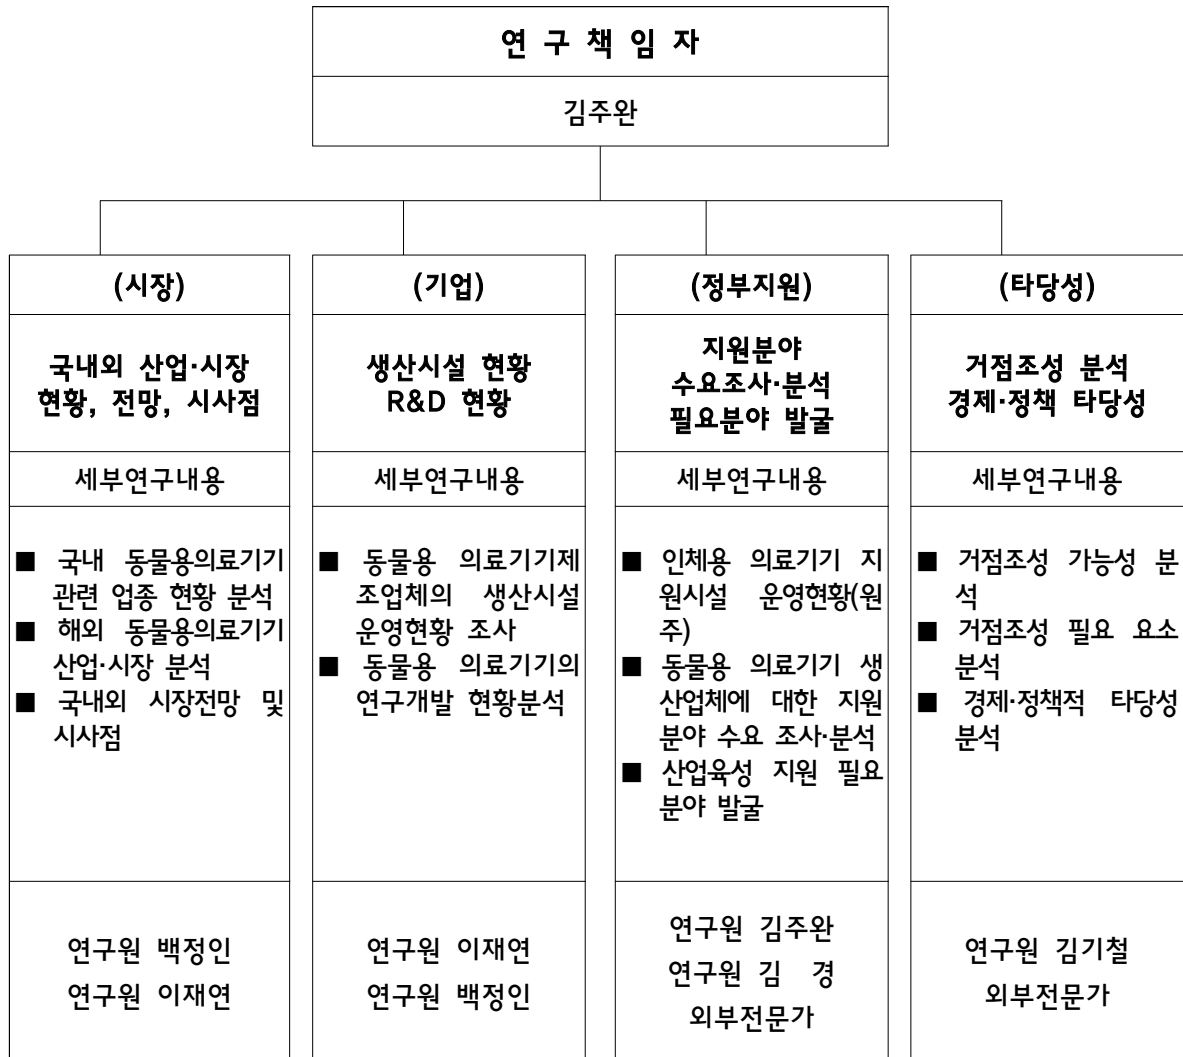 연 구 책 임 자
김주완
(시장)
국내외 산업·시장
현황, 전망, 시사점
세부연구내용
■ 국내 동물용의료기기
관련 업종 현황 분석
■ 해외 동물용의료기기
산업·시장 분석
■ 국내외 시장전망 및
시사점
연구원 백정인
연구원 이재연
(기업)
생산시설 현황
R&D 현황
세부연구내용
■ 동물용 의료기기제
조업체의 생산시설
운영현황 조사
■ 동물용 의료기기의
연구개발 현황분석
연구원 이재연
연구원 백정인
(정부지원)
지원분야
수요조사·분석
필요분야 발굴
세부연구내용
■ 인체용 의료기기 지
원시설 운영현황(원
주)
■ 동물용 의료기기 생
산업체에 대한 지원
분야 수요 조사·분석
■ 산업육성 지원 필요
분야 발굴
연구원 김주완
연구원 김 경
외부전문가
(타당성)
거점조성 분석
경제·정책 타당성
세부연구내용
■ 거점조성 가능성 분
석
■ 거점조성 필요 요소
분석
■ 경제·정책적 타당성
분석
연구원 김기철
외부전문가